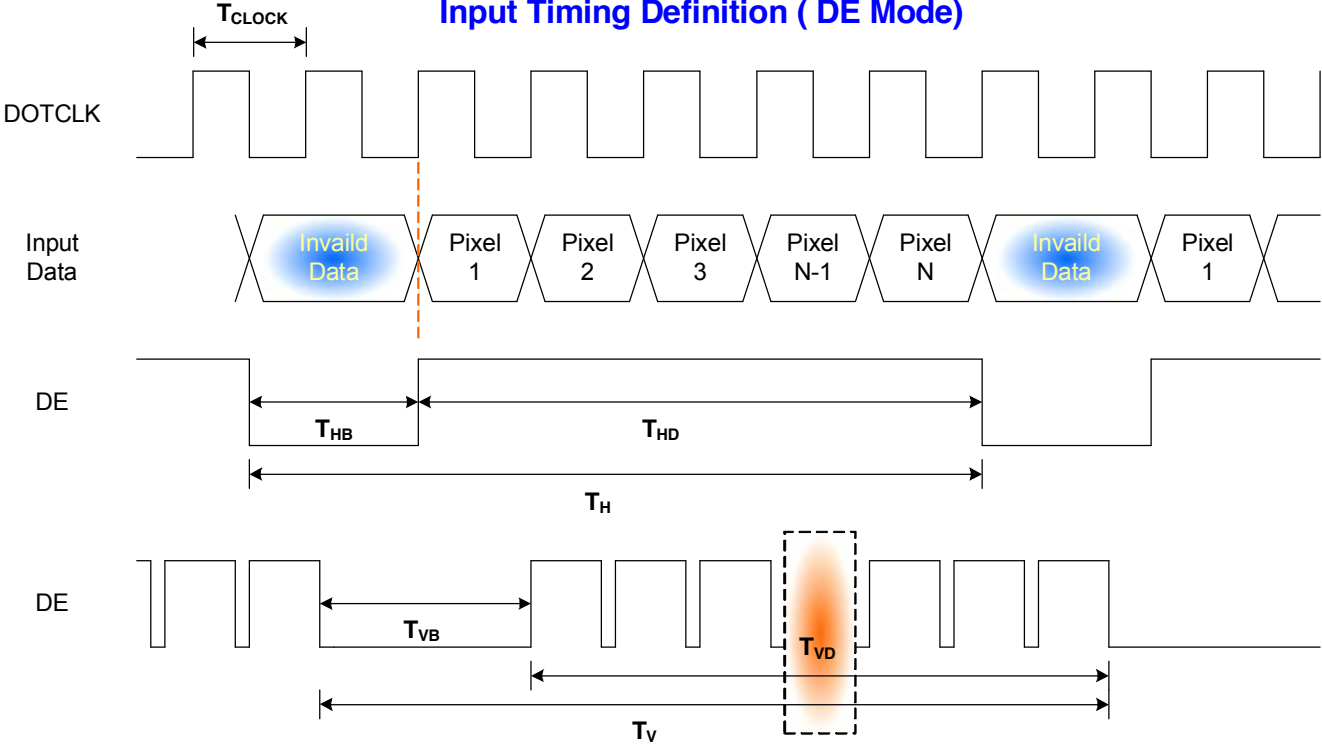 Input Timing Definition ( DE Mode)
TCLOCK
DOTCLK
Input
Data
Invaild
Data
Pixel
1
Pixel
2
Pixel
3
Pixel
N-1
Pixel
N
Invaild
Data
Pixel
1
DE
THB
THD
TH
DE
TVB
TVD
TV